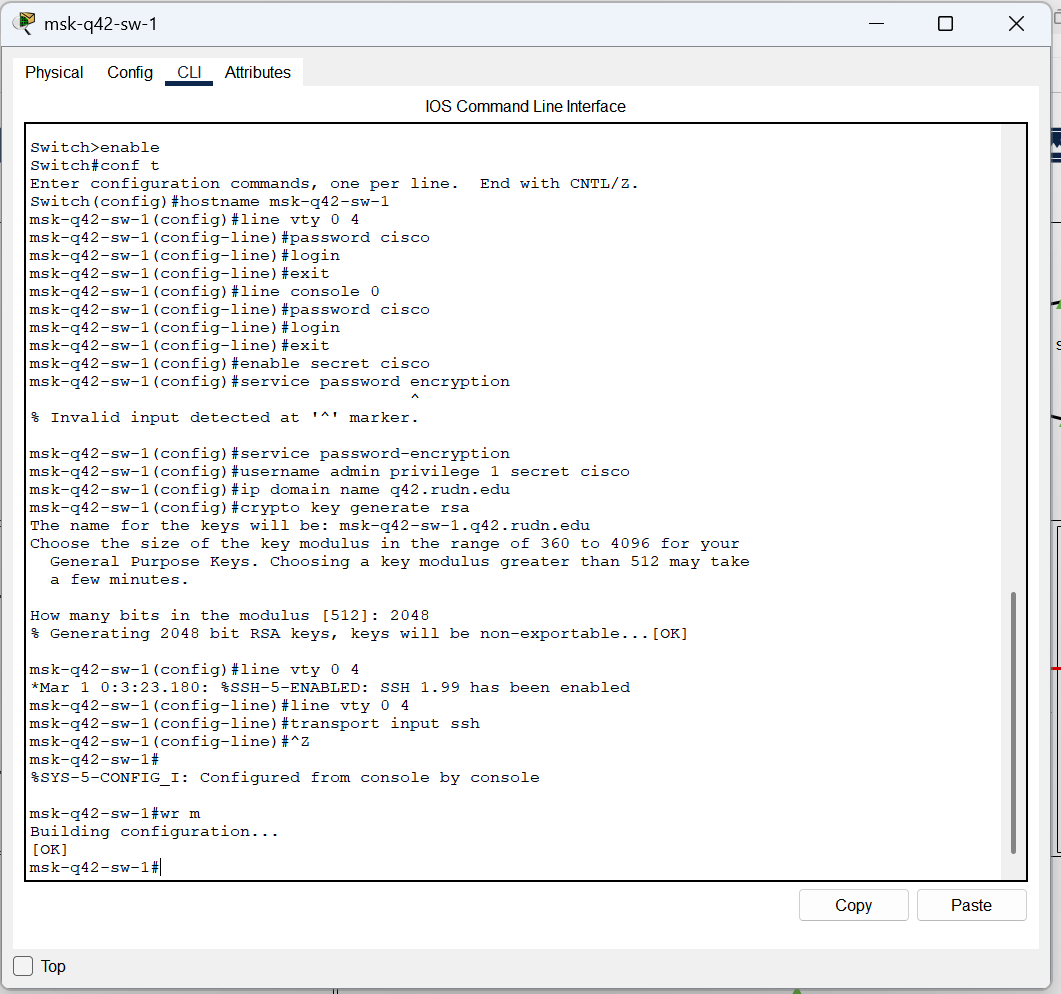 msk-q42-sw-1
Physical Config CLI Attributes
IOS Command Line Interface
Switch>enable
Switch#conf t
Enter configuration commands, one per line.  End with CNTL/Z.
Switch(config)#hostname msk-q42-sw-1
msk-q42-sw-1(config)#line vty 0 4
msk-q42-sw-1(config-line)#password cisco
msk-q42-sw-1(config-line)#login
msk-q42-sw-1(config-line)#exit
msk-q42-sw-1(config)#line console 0
msk-q42-sw-1(config-line)#password cisco
msk-q42-sw-1(config-line)#login
msk-q42-sw-1(config-line)#exit
msk-q42-sw-1(config)#enable secret cisco
msk-q42-sw-1(config)#service password encryption
^
% Invalid input detected at '^' marker.
msk-q42-sw-1(config)#service password-encryption
msk-q42-sw-1(config)#username admin privilege 1 secret cisco
msk-q42-sw-1(config)#ip domain name q42.rudn.edu
msk-q42-sw-1(config)#crypto key generate rsa
The name for the keys will be: msk-q42-sw-1.q42.rudn.edu
Choose the size of the key modulus in the range of 360 to 4096 for your
General Purpose Keys. Choosing a key modulus greater than 512 may take
a few minutes.
How many bits in the modulus [512]: 2048
% Generating 2048 bit RSA keys, keys will be non-exportable...[OK]
msk-q42-sw-1(config)#line vty 0 4
*Mar 1 0:3:23.180: %SSH-5-ENABLED: SSH 1.99 has been enabled
msk-q42-sw-1(config-line)#line vty 0 4
msk-q42-sw-1(config-line)#transport input ssh
msk-q42-sw-1(config-line)#^Z
msk-q42-sw-1#
%SYS-5-CONFIG_I: Configured from console by console
msk-q42-sw-1#wr m
Building configuration...
[OK]
msk-q42-sw-1#
Copy Paste
Top